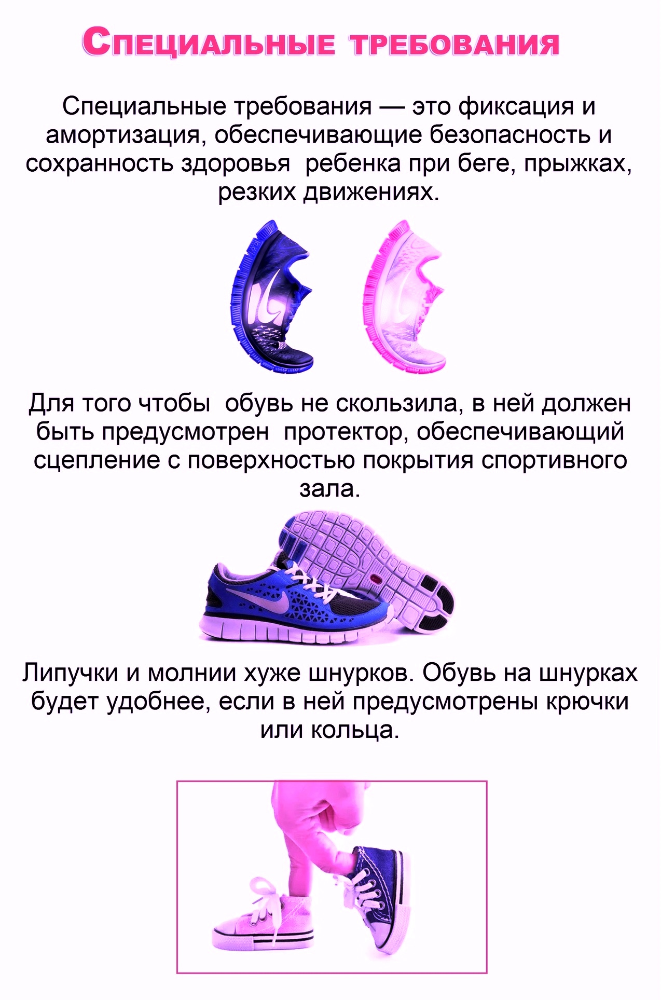 Специальные требования
Специальные требования — это фиксация и
амортизация, обеспечивающие безопасность и
сохранность здоровья  ребенка при беге, прыжках,
резких движениях.
Для того чтобы  обувь не скользила, в ней должен
быть предусмотрен  протектор, обеспечивающий
сцепление с поверхностью покрытия спортивного
зала.
Липучки и молнии хуже шнурков. Обувь на шнурках
будет удобнее, если в ней предусмотрены крючки
или кольца.